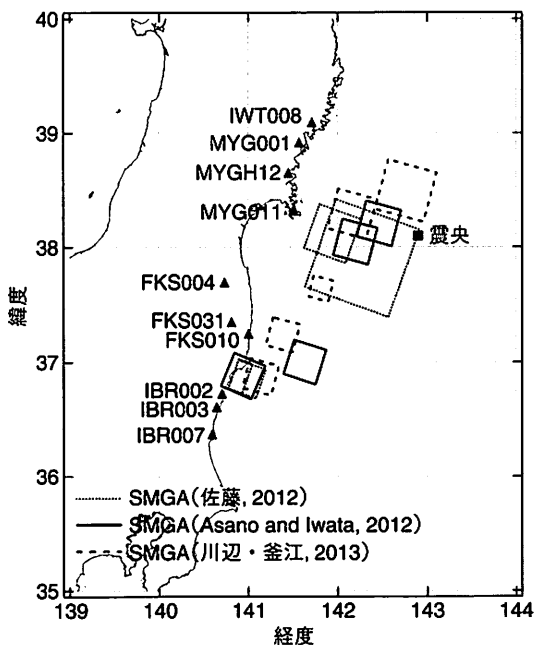 40
39
38
37
36
35
緯度
IWT008
MYG001
MYGH12
MYG011
震央
FKS004
FKS031
FKS010
IBR002
IBR003
IBR007
SMGA(佐藤, 2012)
SMGA(Asano and Iwata, 2012)
SMGA(川辺・釜江, 2013)
139 140 141 142 143 144
経度